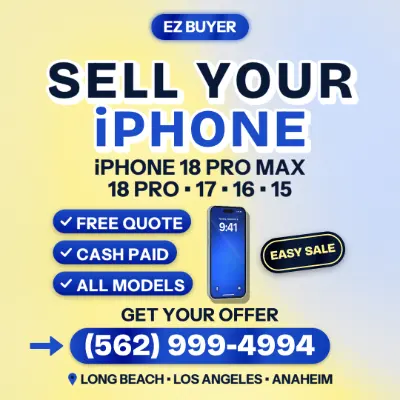 EZ BUYER
SELL YOUR
iPHONE
iPHONE 18 PRO MAX
18 PRO ▪ 17 ▪ 16 ▪ 15
✓ FREE QUOTE
✓ CASH PAID
✓ ALL MODELS
9:41
EASY SALE
GET YOUR OFFER
(562) 999-4994
LONG BEACH ▪ LOS ANGELES ▪ ANAHEIM